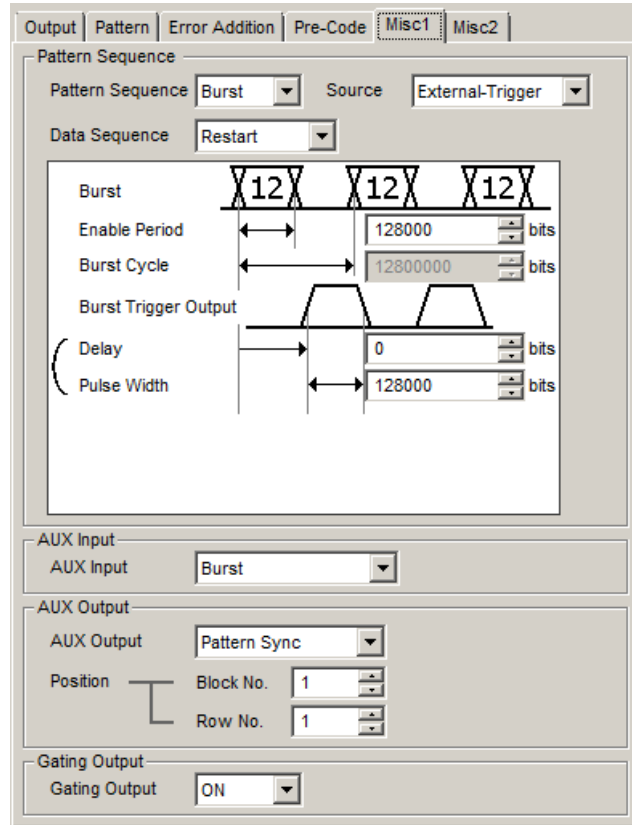 Output Pattern Error Addition Pre-Code Misc1 Misc2
Pattern Sequence
Pattern Sequence Burst Source External-Trigger
Data Sequence Restart
Burst 12 12 12
Enable Period 128000 bits
Burst Cycle 12800000 bits
Burst Trigger Output
Delay 0 bits
Pulse Width 128000 bits
AUX Input
AUX Input Burst
AUX Output
AUX Output Pattern Sync
Position Block No. 1
Row No. 1
Gating Output
Gating Output ON